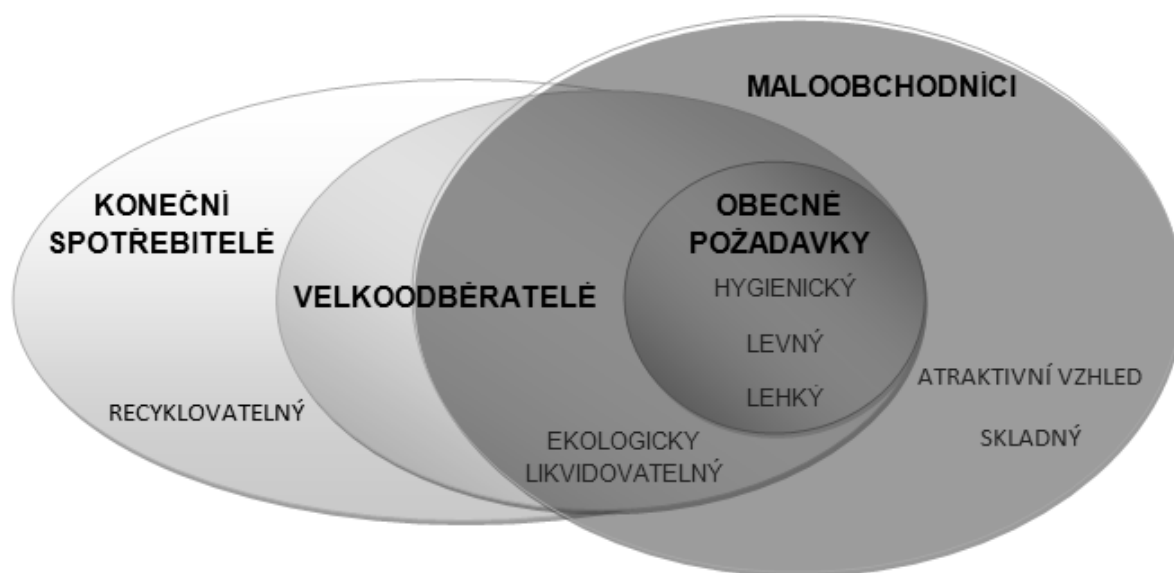 MALOOBCHODNÍCI
KONEČNÍ
SPOTŘEBITELÉ
OBECNÉ
POŽADAVKY
HYGIENICKÝ
VELKOODBĚRATELÉ
LEVNÝ
ATRAKTIVNÍ VZHLED
LEHKÝ
RECYKLOVATELNÝ
EKOLOGICKY
LIKVIDOVATELNÝ
SKLADNÝ